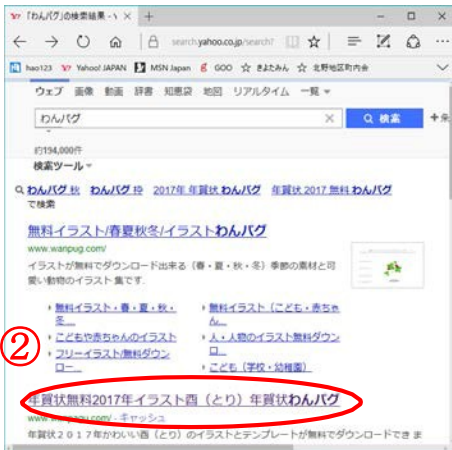 「わんパグ」の検索結果 -
search.yahoo.co.jp/search?
hao123 Yahoo! JAPAN MSN Japan GOO きよたみん 北野地区町内会
ウェブ 画像 動画 辞書 知恵袋 地図 リアルタイム 一覧
わんパグ
検索
約194,000件
検索ツール
わんパグ 秋 わんパグ 枠 2017年 年賀状 わんパグ 年賀状 2017 無料 わんパグ
で検索
無料イラスト/春夏秋冬/イラストわんパグ
www.wanpug.com/
イラストが無料でダウンロード出来る（春・夏・秋・冬）季節の素材と可
愛い動物のイラスト集です.
無料イラスト・春・夏・秋・冬...
無料イラスト（こども・赤ちゃん...
こどもや赤ちゃんのイラスト
人・人物のイラスト無料ダウンロ...
フリーイラスト/無料ダウンロー...
こども（学校・幼稚園）
②
年賀状無料2017年イラスト酉（とり）年賀状わんパグ
- キャッシュ
年賀状２０１７年かわいい酉（とり）のイラストとテンプレートが無料でダウンロードできま